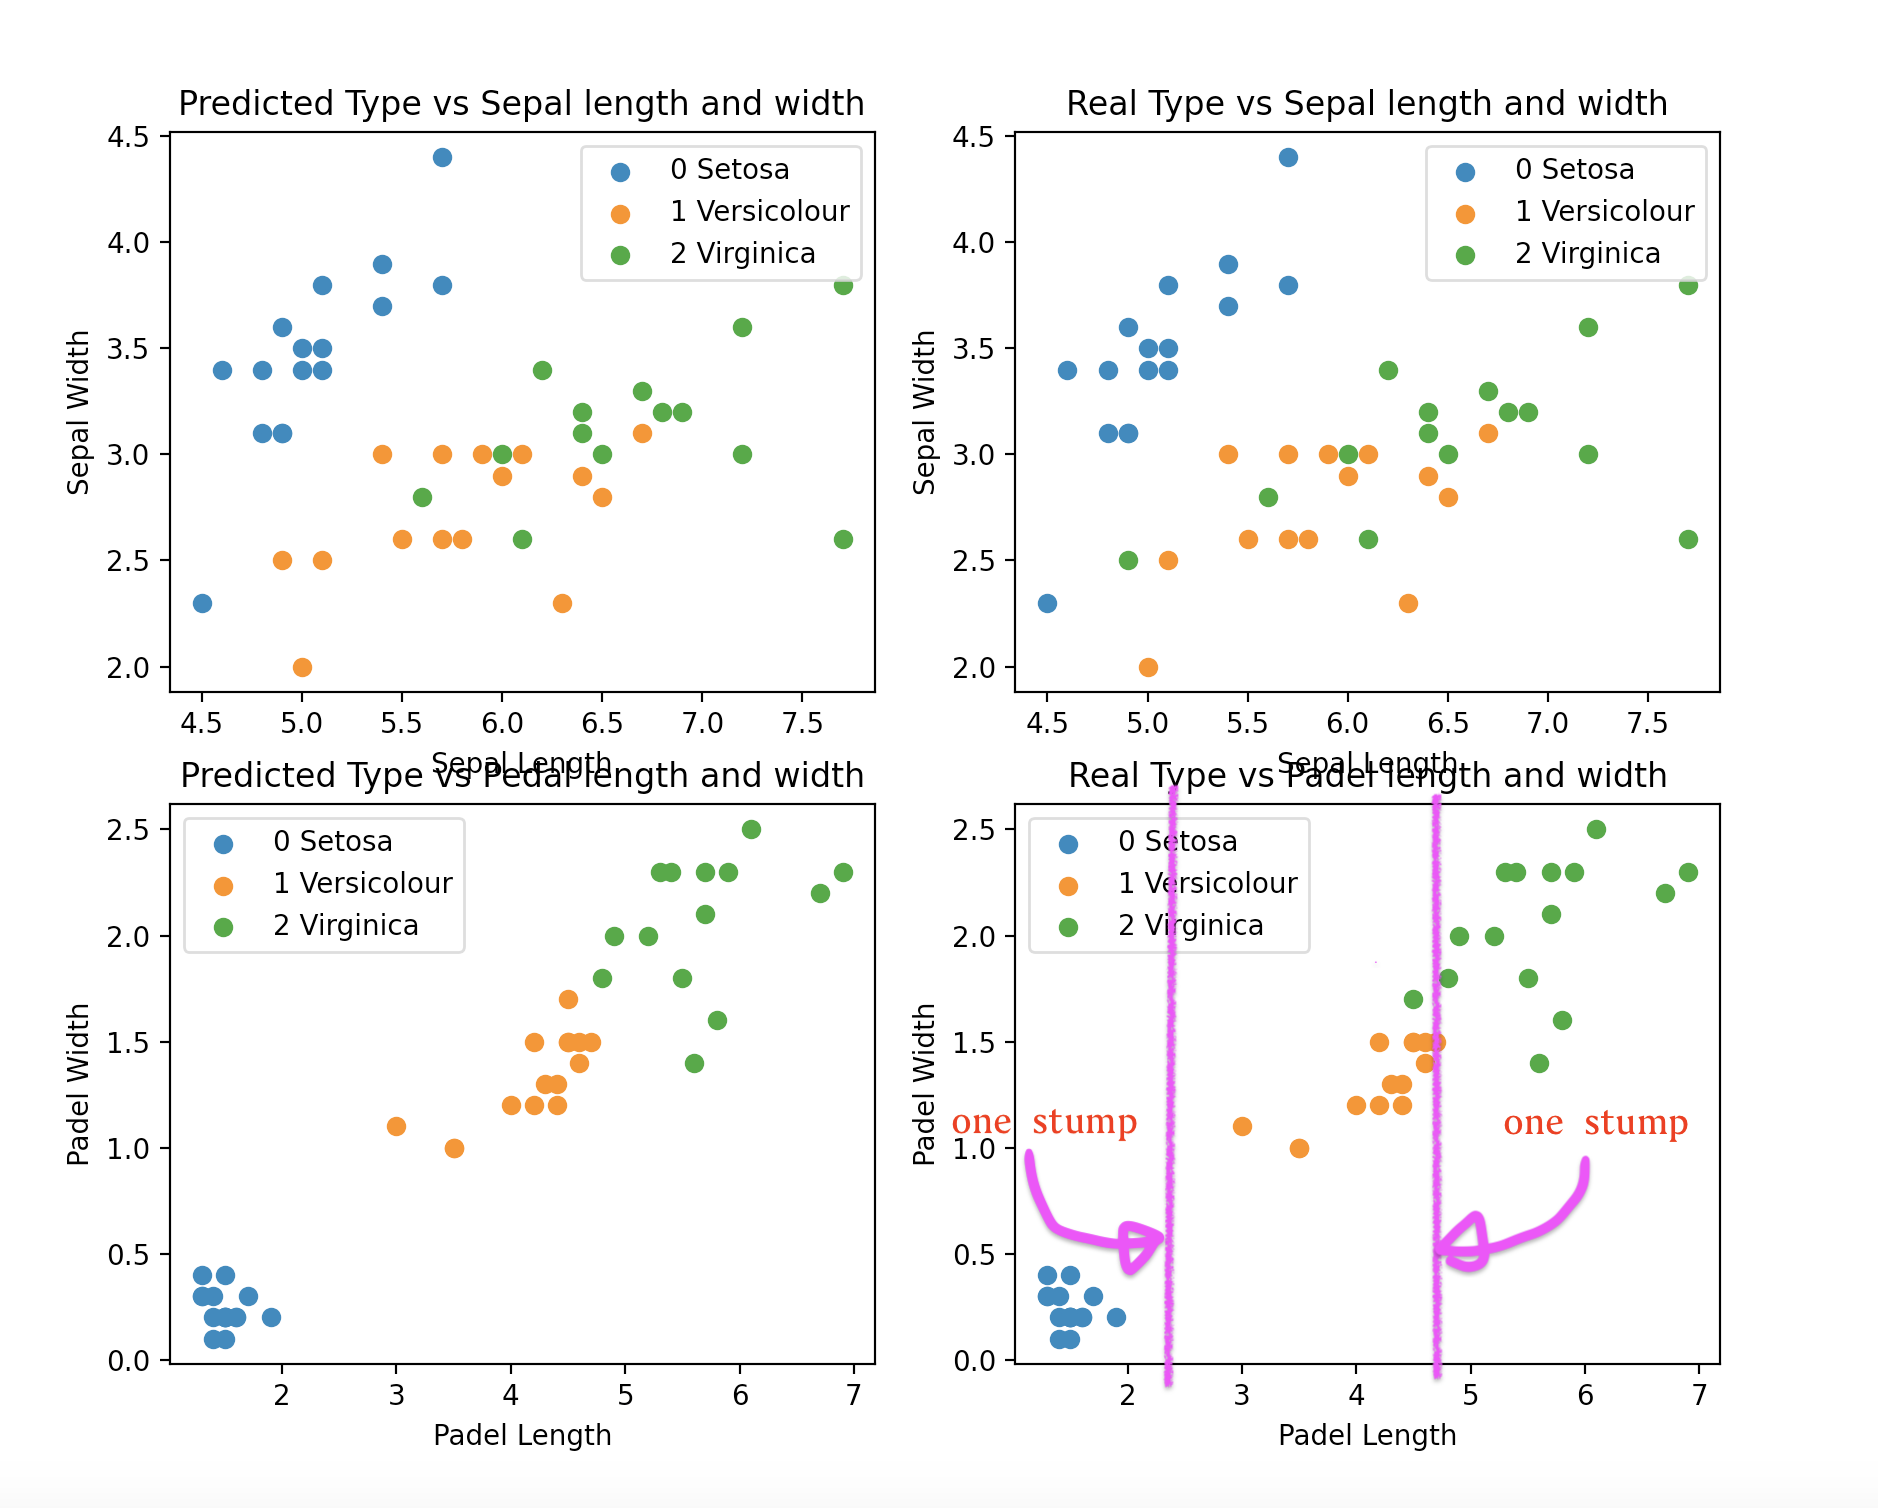 Predicted Type vs Sepal length and width
4.5
4.0
3.5
3.0
2.5
2.0
Sepal Width
0 Setosa
1 Versicolour
2 Virginica
4.5 5.0 5.5 6.0 6.5 7.0 7.5
Sepal Length
Real Type vs Sepal length and width
4.5
4.0
3.5
3.0
2.5
2.0
Sepal Width
0 Setosa
1 Versicolour
2 Virginica
4.5 5.0 5.5 6.0 6.5 7.0 7.5
Sepal Length
Predicted Type vs Pedal length and width
2.5
2.0
1.5
1.0
0.5
0.0
Padel Width
0 Setosa
1 Versicolour
2 Virginica
2 3 4 5 6 7
Padel Length
Real Type vs Padel length and width
2.5
2.0
1.5
1.0
0.5
0.0
Padel Width
0 Setosa
1 Versicolour
2 Virginica
one stump
one stump
2 3 4 5 6 7
Padel Length